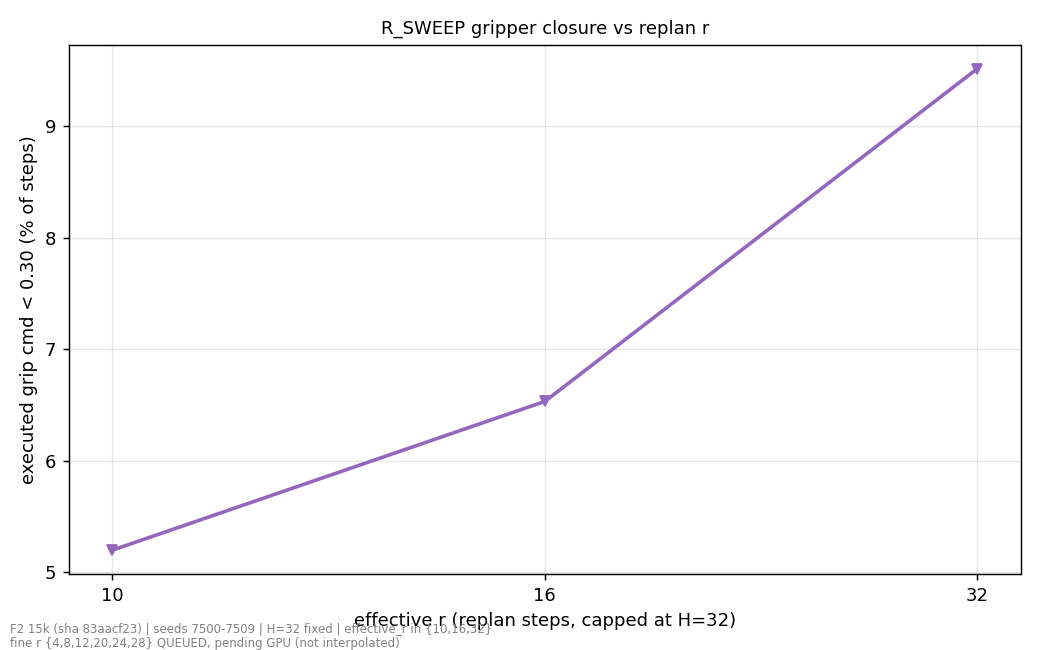 R_SWEEP gripper closure vs replan r
executed grip cmd < 0.30 (% of steps)
9
8
7
6
5
10
16
32
effective r (replan steps, capped at H=32)
F2 15k (sha 83aacf23) | seeds 7500-7509 | H=32 fixed | effective_r in {10,16,32}
fine r {4,8,12,20,24,28} QUEUED, pending GPU (not interpolated)